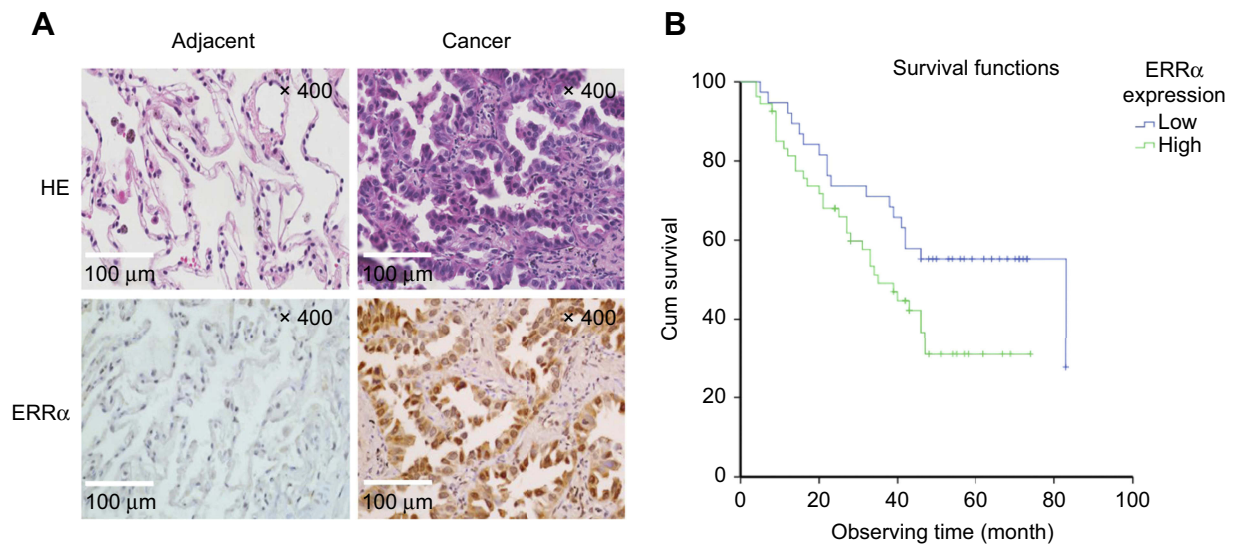 A
Adjacent
Cancer
HE
× 400
100 μm
× 400
100 μm
ERRα
× 400
100 μm
× 400
100 μm
B
Survival functions
ERRα
expression
Low
High
Cum survival
100
80
60
40
20
0
0 20 40 60 80 100
Observing time (month)